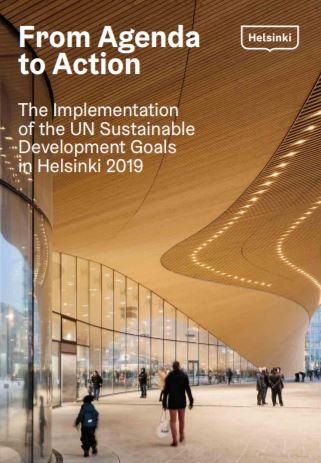 From Agenda
to Action
Helsinki
The Implementation
of the UN Sustainable
Development Goals
in Helsinki 2019